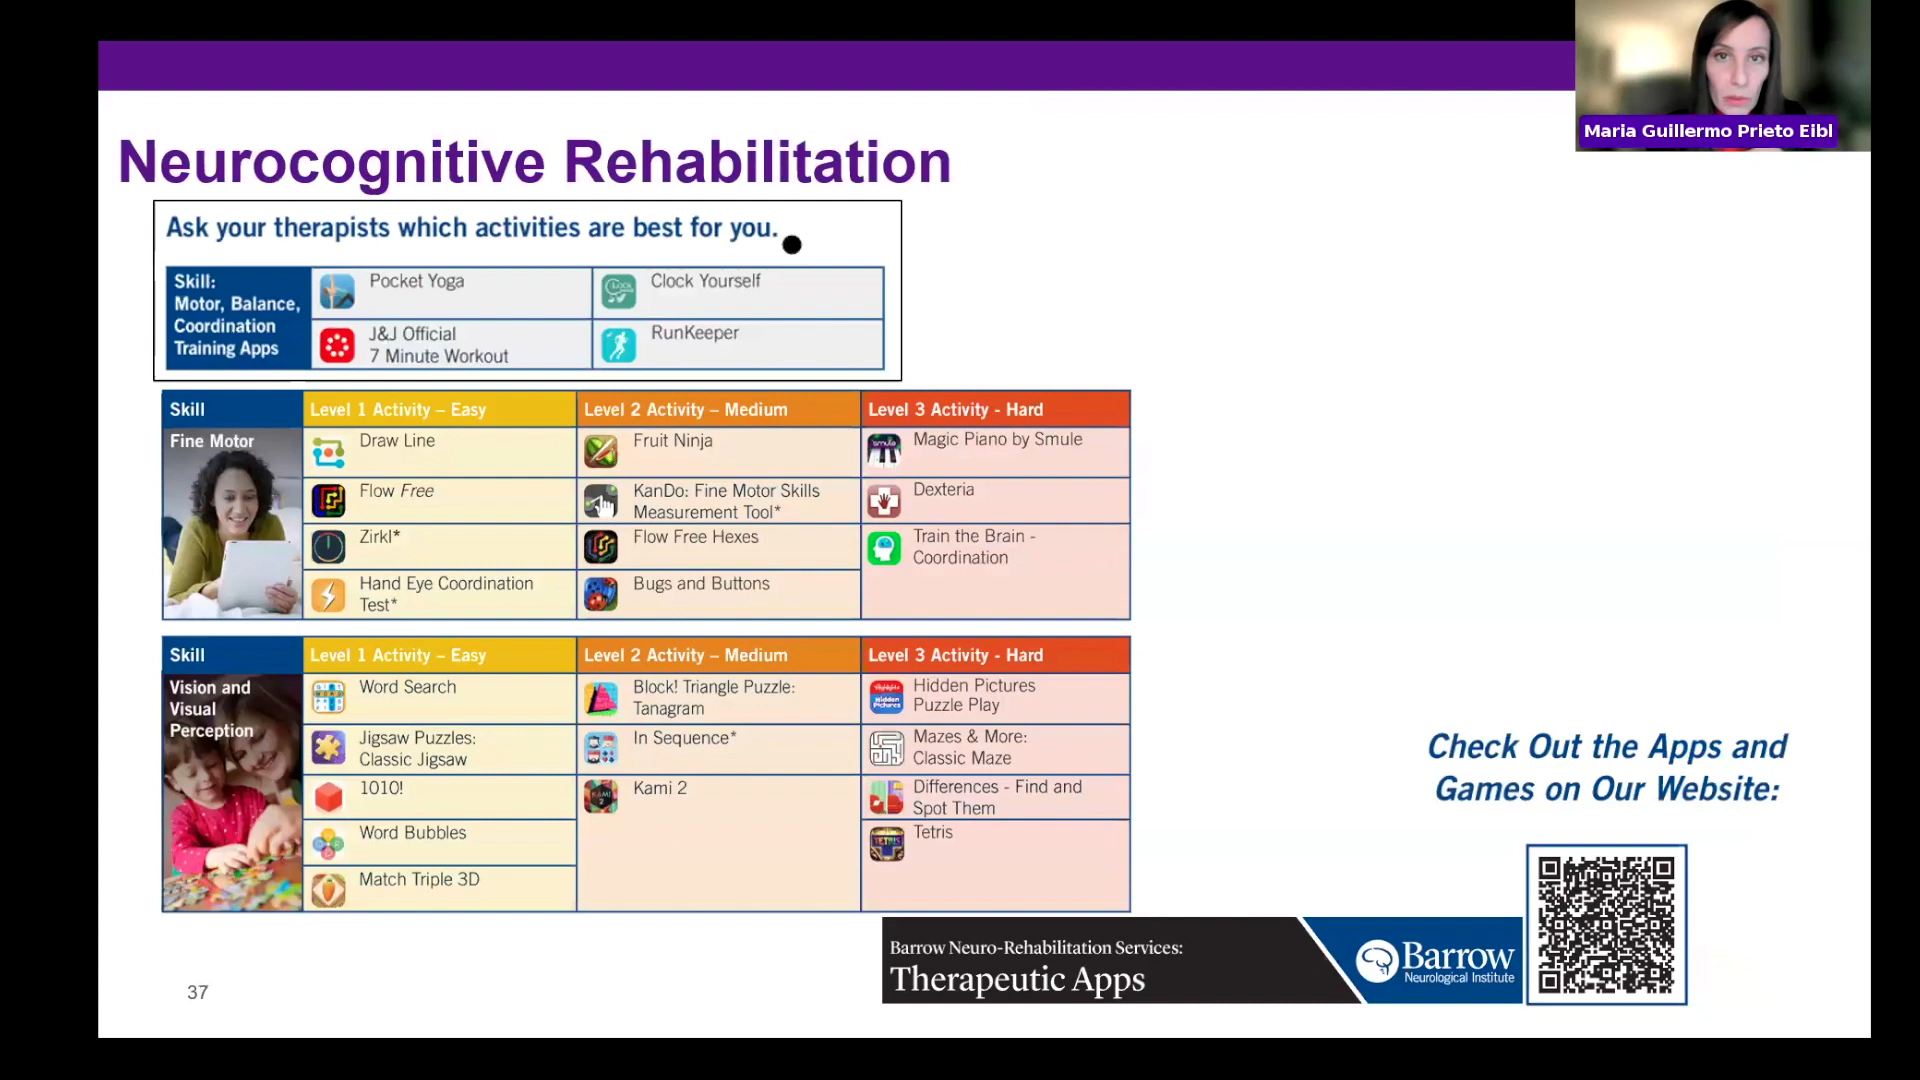 Maria Guillermo Prieto Eibl
Neurocognitive Rehabilitation
Ask your therapists which activities are best for you.
Skill:
Motor, Balance,
Coordination
Training Apps
Pocket Yoga
Clock Yourself
J&J Official
7 Minute Workout
RunKeeper
Skill
Level 1 Activity – Easy
Level 2 Activity – Medium
Level 3 Activity - Hard
Fine Motor
Draw Line
Fruit Ninja
Magic Piano by Smule
Flow Free
KanDo: Fine Motor Skills
Measurement Tool*
Dexteria
Zirkl*
Flow Free Hexes
Train the Brain -
Coordination
Hand Eye Coordination
Test*
Bugs and Buttons
Skill
Level 1 Activity – Easy
Level 2 Activity – Medium
Level 3 Activity - Hard
Vision and
Visual
Perception
Word Search
Block! Triangle Puzzle:
Tanagram
Hidden Pictures
Puzzle Play
Jigsaw Puzzles:
Classic Jigsaw
In Sequence*
Mazes & More:
Classic Maze
1010!
Kami 2
Differences - Find and
Spot Them
Word Bubbles
Tetris
Match Triple 3D
Check Out the Apps and
Games on Our Website:
Barrow Neuro-Rehabilitation Services:
Therapeutic Apps
Barrow
Neurological Institute
37